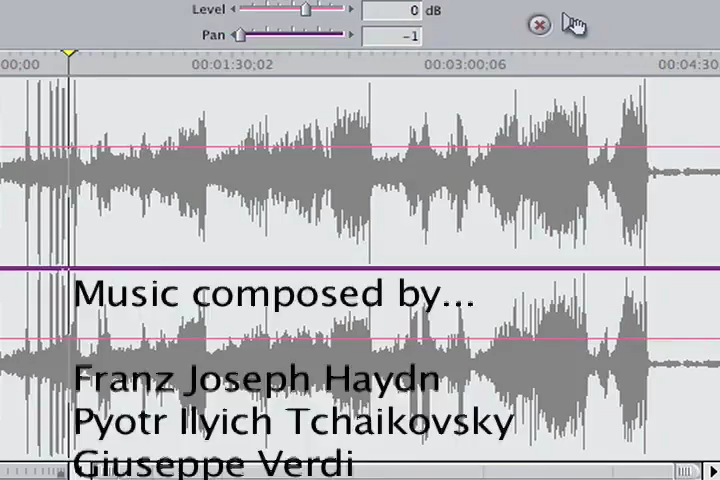 Level 0 dB
Pan -1
00;00 00:01:30;02 00:03:00;06 00:04:30
Music composed by...
Franz Joseph Haydn
Pyotr Ilyich Tchaikovsky
Giuseppe Verdi